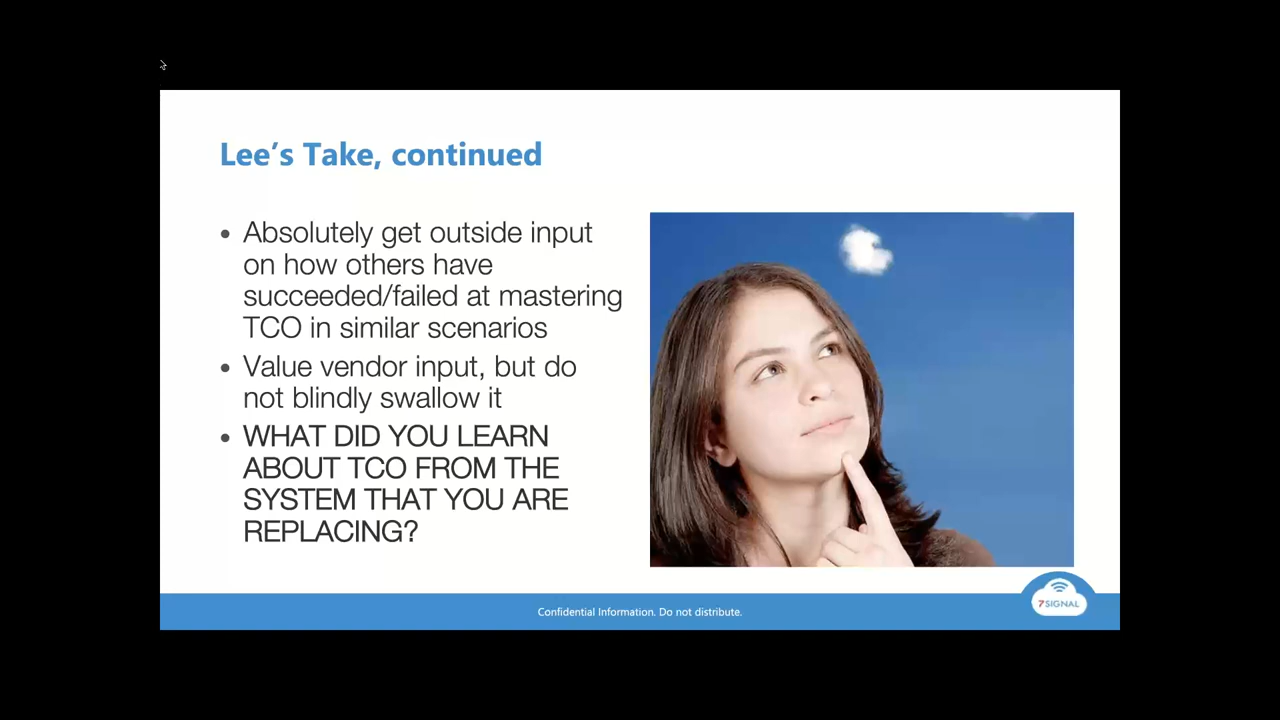 Lee's Take, continued
• Absolutely get outside input
on how others have
succeeded/failed at mastering
TCO in similar scenarios
• Value vendor input, but do
not blindly swallow it
• WHAT DID YOU LEARN
ABOUT TCO FROM THE
SYSTEM THAT YOU ARE
REPLACING?
7SIGNAL
Confidential Information. Do not distribute.